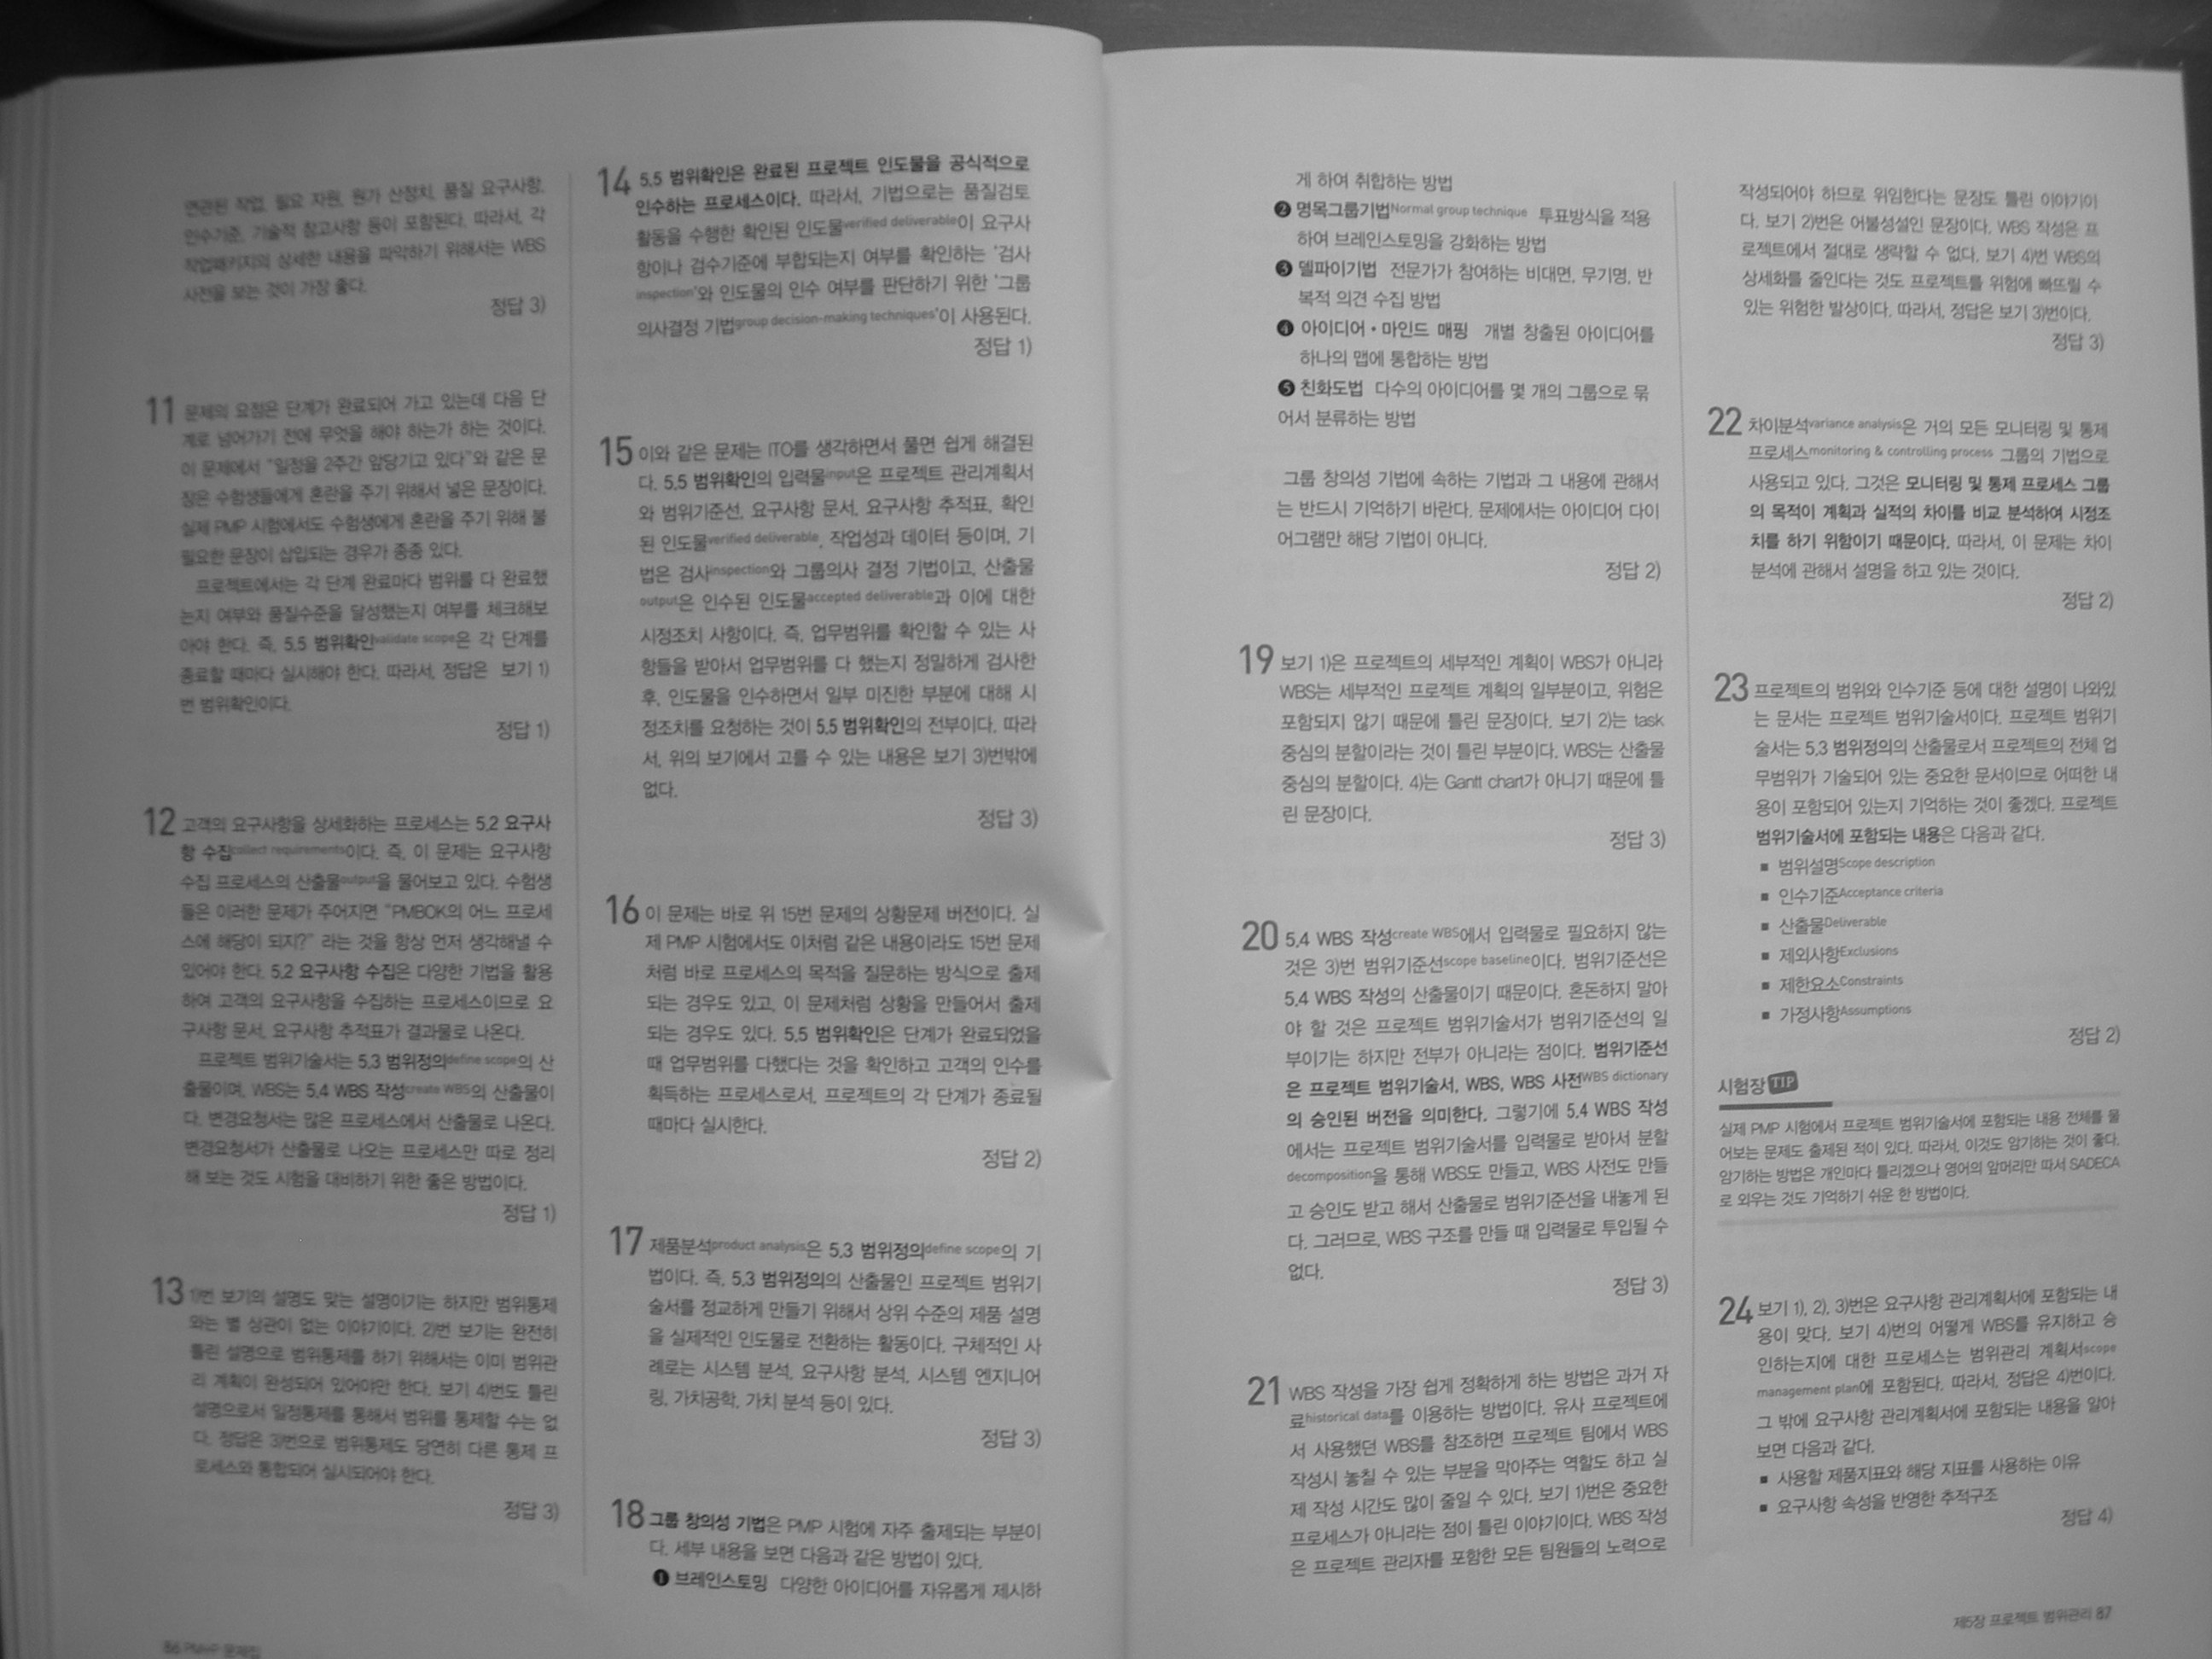 연관된 작업, 필요 자원, 원가 산정치, 품질 요구사항,
인수기준, 기술적 참고사항 등이 포함된다. 따라서, 각
작업패키지의 상세한 내용을 파악하기 위해서는 WBS
사전을 보는 것이 가장 좋다.
정답 3)
11 문제의 요점은 단계가 완료되어 가고 있는데 다음 단
계로 넘어가기 전에 무엇을 해야 하는가 하는 것이다.
이 문제에서 "일정을 2주간 앞당기고 있다"와 같은 문
장은 수험생들에게 혼란을 주기 위해서 넣은 문장이다.
실제 PMP 시험에서도 수험생에게 혼란을 주기 위해 불
필요한 문장이 삽입되는 경우가 종종 있다.
프로젝트에서는 각 단계 완료마다 범위를 다 완료했
는지 여부와 품질수준을 달성했는지 여부를 체크해보
아야 한다. 즉, 5.5 범위확인validate scope은 각 단계를
종료할 때마다 실시해야 한다. 따라서, 정답은 보기 1)
번 범위확인이다.
정답 1)
12 고객의 요구사항을 상세화하는 프로세스는 5.2 요구사
항 수집collect requirements이다. 즉, 이 문제는 요구사항
수집 프로세스의 산출물output을 물어보고 있다. 수험생
들은 이러한 문제가 주어지면 "PMBOK의 어느 프로세
스에 해당이 되지?" 라는 것을 항상 먼저 생각해낼 수
있어야 한다. 5.2 요구사항 수집은 다양한 기법을 활용
하여 고객의 요구사항을 수집하는 프로세스이므로 요
구사항 문서, 요구사항 추적표가 결과물로 나온다.
프로젝트 범위기술서는 5.3 범위정의define scope의 산
출물이며, WBS는 5.4 WBS 작성create WBS의 산출물이
다. 변경요청서는 많은 프로세스에서 산출물로 나온다.
변경요청서가 산출물로 나오는 프로세스만 따로 정리
해 보는 것도 시험을 대비하기 위한 좋은 방법이다.
정답 1)
13 1)번 보기의 설명도 맞는 설명이기는 하지만 범위통제
와는 별 상관이 없는 이야기이다. 2)번 보기는 완전히
틀린 설명으로 범위통제를 하기 위해서는 이미 범위관
리 계획이 완성되어 있어야만 한다. 보기 4)번도 틀린
설명으로서 일정통제를 통해서 범위를 통제할 수는 없
다. 정답은 3)번으로 범위통제도 당연히 다른 통제 프
로세스와 통합되어 실시되어야 한다.
정답 3)
86 PMP 문제집
14 5.5 범위확인은 완료된 프로젝트 인도물을 공식적으로
인수하는 프로세스이다. 따라서, 기법으로는 품질검토
활동을 수행한 확인된 인도물verified deliverable이 요구사
항이나 검수기준에 부합되는지 여부를 확인하는 '검사
inspection'와 인도물의 인수 여부를 판단하기 위한 '그룹
의사결정 기법group decision-making techniques'이 사용된다.
정답 1)
15 이와 같은 문제는 ITO를 생각하면서 풀면 쉽게 해결된
다. 5.5 범위확인의 입력물input은 프로젝트 관리계획서
와 범위기준선, 요구사항 문서, 요구사항 추적표, 확인
된 인도물verified deliverable, 작업성과 데이터 등이며, 기
법은 검사inspection와 그룹의사 결정 기법이고, 산출물
output은 인수된 인도물accepted deliverable과 이에 대한
시정조치 사항이다. 즉, 업무범위를 확인할 수 있는 사
항들을 받아서 업무범위를 다 했는지 정밀하게 검사한
후, 인도물을 인수하면서 일부 미진한 부분에 대해 시
정조치를 요청하는 것이 5.5 범위확인의 전부이다. 따라
서, 위의 보기에서 고를 수 있는 내용은 보기 3)번밖에
없다.
정답 3)
16 이 문제는 바로 위 15번 문제의 상황문제 버전이다. 실
제 PMP 시험에서도 이처럼 같은 내용이라도 15번 문제
처럼 바로 프로세스의 목적을 질문하는 방식으로 출제
되는 경우도 있고, 이 문제처럼 상황을 만들어서 출제
되는 경우도 있다. 5.5 범위확인은 단계가 완료되었을
때 업무범위를 다했다는 것을 확인하고 고객의 인수를
획득하는 프로세스로서, 프로젝트의 각 단계가 종료될
때마다 실시한다.
정답 2)
17 제품분석product analysis은 5.3 범위정의define scope의 기
법이다. 즉, 5.3 범위정의의 산출물인 프로젝트 범위기
술서를 정교하게 만들기 위해서 상위 수준의 제품 설명
을 실제적인 인도물로 전환하는 활동이다. 구체적인 사
례로는 시스템 분석, 요구사항 분석, 시스템 엔지니어
링, 가치공학, 가치 분석 등이 있다.
정답 3)
18 그룹 창의성 기법은 PMP 시험에 자주 출제되는 부분이
다. 세부 내용을 보면 다음과 같은 방법이 있다.
❶ 브레인스토밍 다양한 아이디어를 자유롭게 제시하
게 하여 취합하는 방법
❷ 명목그룹기법Normal group technique 투표방식을 적용
하여 브레인스토밍을 강화하는 방법
❸ 델파이기법 전문가가 참여하는 비대면, 무기명, 반
복적 의견 수집 방법
❹ 아이디어·마인드 매핑 개별 창출된 아이디어를
하나의 맵에 통합하는 방법
❺ 친화도법 다수의 아이디어를 몇 개의 그룹으로 묶
어서 분류하는 방법
그룹 창의성 기법에 속하는 기법과 그 내용에 관해서
는 반드시 기억하기 바란다. 문제에서는 아이디어 다이
어그램만 해당 기법이 아니다.
정답 2)
19 보기 1)은 프로젝트의 세부적인 계획이 WBS가 아니라
WBS는 세부적인 프로젝트 계획의 일부분이고, 위험은
포함되지 않기 때문에 틀린 문장이다. 보기 2)는 task
중심의 분할이라는 것이 틀린 부분이다. WBS는 산출물
중심의 분할이다. 4)는 Gantt chart가 아니기 때문에 틀
린 문장이다.
정답 3)
20 5.4 WBS 작성create WBS에서 입력물로 필요하지 않는
것은 3)번 범위기준선scope baseline이다. 범위기준선은
5.4 WBS 작성의 산출물이기 때문이다. 혼돈하지 말아
야 할 것은 프로젝트 범위기술서가 범위기준선의 일
부이기는 하지만 전부가 아니라는 점이다. 범위기준선
은 프로젝트 범위기술서, WBS, WBS 사전WBS dictionary
의 승인된 버전을 의미한다. 그렇기에 5.4 WBS 작성
에서는 프로젝트 범위기술서를 입력물로 받아서 분할
decomposition을 통해 WBS도 만들고, WBS 사전도 만들
고 승인도 받고 해서 산출물로 범위기준선을 내놓게 된
다. 그러므로, WBS 구조를 만들 때 입력물로 투입될 수
없다.
정답 3)
21 WBS 작성을 가장 쉽게 정확하게 하는 방법은 과거 자
료historical data를 이용하는 방법이다. 유사 프로젝트에
서 사용했던 WBS를 참조하면 프로젝트 팀에서 WBS
작성시 놓칠 수 있는 부분을 막아주는 역할도 하고 실
제 작성 시간도 많이 줄일 수 있다. 보기 1)번은 중요한
프로세스가 아니라는 점이 틀린 이야기이다. WBS 작성
은 프로젝트 관리자를 포함한 모든 팀원들의 노력으로
작성되어야 하므로 위임한다는 문장도 틀린 이야기이
다. 보기 2)번은 어불성설인 문장이다. WBS 작성은 프
로젝트에서 절대로 생략할 수 없다. 보기 4)번 WBS의
상세화를 줄인다는 것도 프로젝트를 위험에 빠뜨릴 수
있는 위험한 발상이다. 따라서, 정답은 보기 3)번이다.
정답 3)
22 차이분석variance analysis은 거의 모든 모니터링 및 통제
프로세스monitoring & controlling process 그룹의 기법으로
사용되고 있다. 그것은 모니터링 및 통제 프로세스 그룹
의 목적이 계획과 실적의 차이를 비교 분석하여 시정조
치를 하기 위함이기 때문이다. 따라서, 이 문제는 차이
분석에 관해서 설명을 하고 있는 것이다.
정답 2)
23 프로젝트의 범위와 인수기준 등에 대한 설명이 나와있
는 문서는 프로젝트 범위기술서이다. 프로젝트 범위기
술서는 5.3 범위정의의 산출물로서 프로젝트의 전체 업
무범위가 기술되어 있는 중요한 문서이므로 어떠한 내
용이 포함되어 있는지 기억하는 것이 좋겠다. 프로젝트
범위기술서에 포함되는 내용은 다음과 같다.
▪ 범위설명Scope description
▪ 인수기준Acceptance criteria
▪ 산출물Deliverable
▪ 제외사항Exclusions
▪ 제한요소Constraints
▪ 가정사항Assumptions
정답 2)
시험장 TIP
실제 PMP 시험에서 프로젝트 범위기술서에 포함되는 내용 전체를 물
어보는 문제도 출제된 적이 있다. 따라서, 이것도 암기하는 것이 좋다.
암기하는 방법은 개인마다 틀리겠으나 영어의 앞머리만 따서 SADECA
로 외우는 것도 기억하기 쉬운 한 방법이다.
24 보기 1), 2), 3)번은 요구사항 관리계획서에 포함되는 내
용이 맞다. 보기 4)번의 어떻게 WBS를 유지하고 승
인하는지에 대한 프로세스는 범위관리 계획서scope
management plan에 포함된다. 따라서, 정답은 4)번이다.
그 밖에 요구사항 관리계획서에 포함되는 내용을 알아
보면 다음과 같다.
▪ 사용할 제품지표와 해당 지표를 사용하는 이유
▪ 요구사항 속성을 반영한 추적구조
정답 4)
제5장 프로젝트 범위관리 87